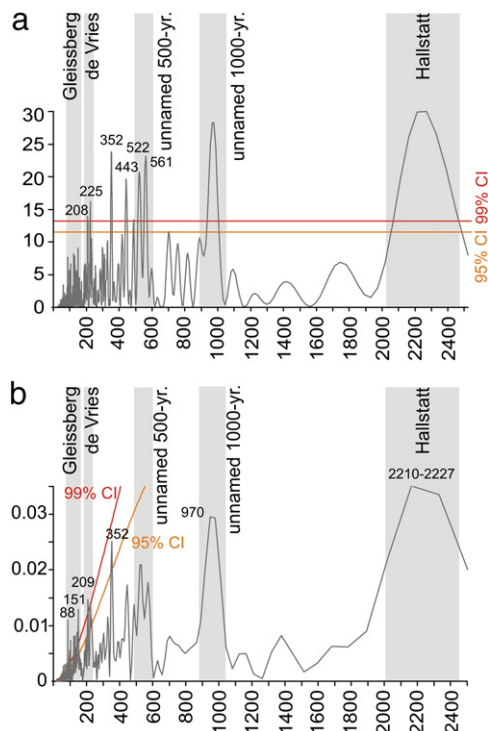 a
Gleissberg
de Vries
unnamed 500-yr.
unnamed 1000-yr.
Hallstatt
30
25
20
15
10
5
0
352
522
561
443
225
208
99% CI
95% CI
200
400
600
800
1000
1200
1400
1600
1800
2000
2200
2400
b
Gleissberg
de Vries
unnamed 500-yr.
unnamed 1000-yr.
Hallstatt
0.03
0.02
0.01
0
99% CI
95% CI
2210-2227
970
352
209
151
88
200
400
600
800
1000
1200
1400
1600
1800
2000
2200
2400